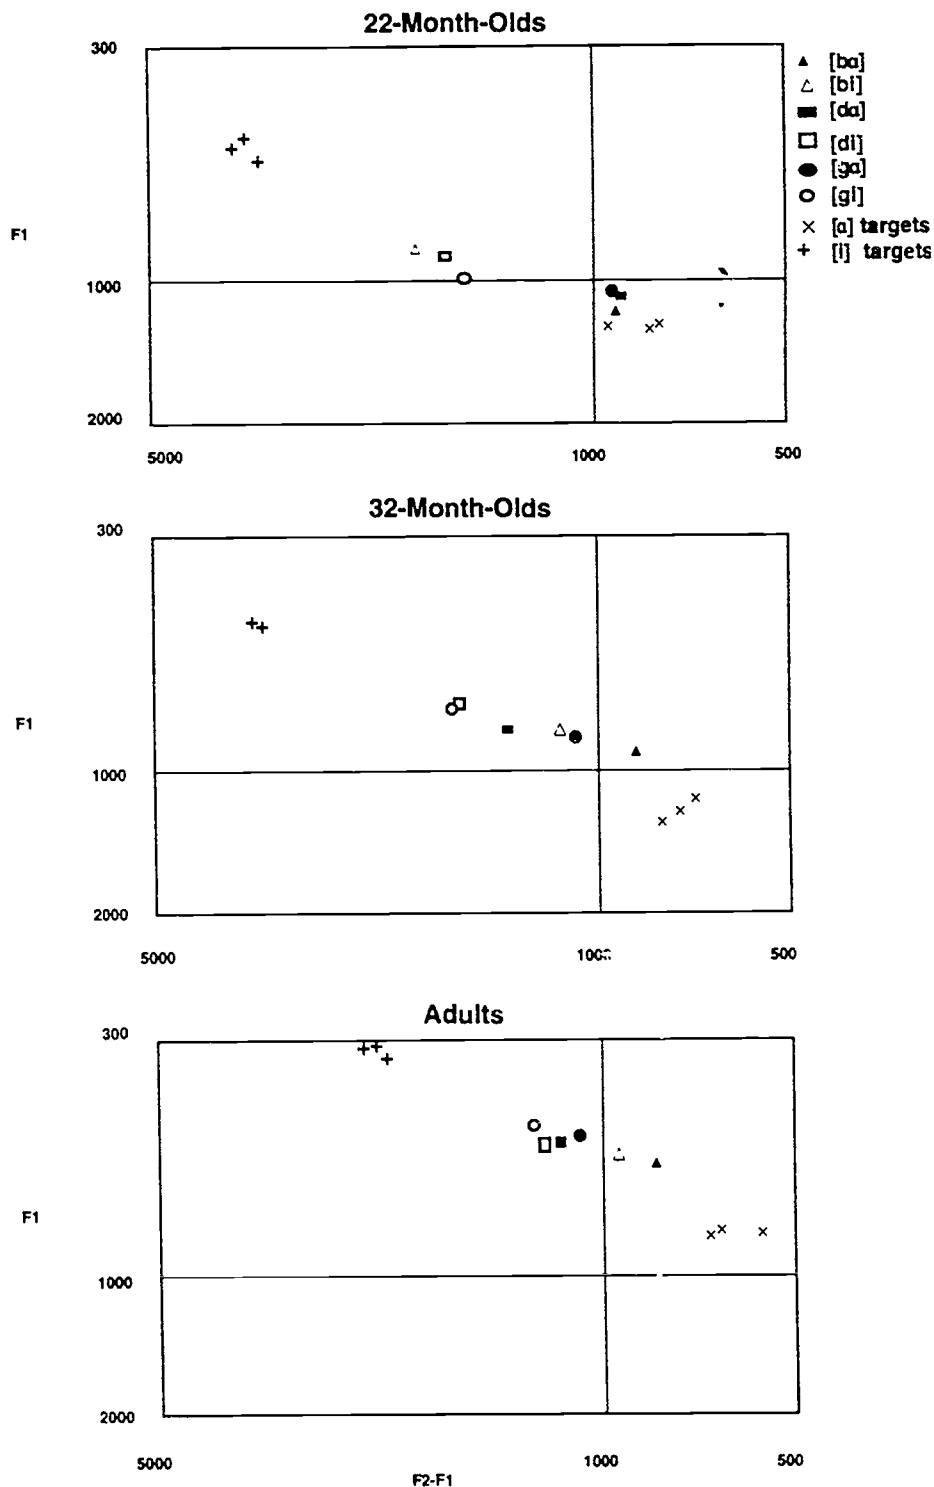 22-Month-Olds
300
[ba]
[bi]
[da]
[di]
[ga]
[gi]
[a] targets
[i] targets
F1
1000
2000
5000
1000
500
32-Month-Olds
300
F1
1000
2000
5000
1000
500
Adults
300
F1
1000
2000
5000
1000
500
F2-F1